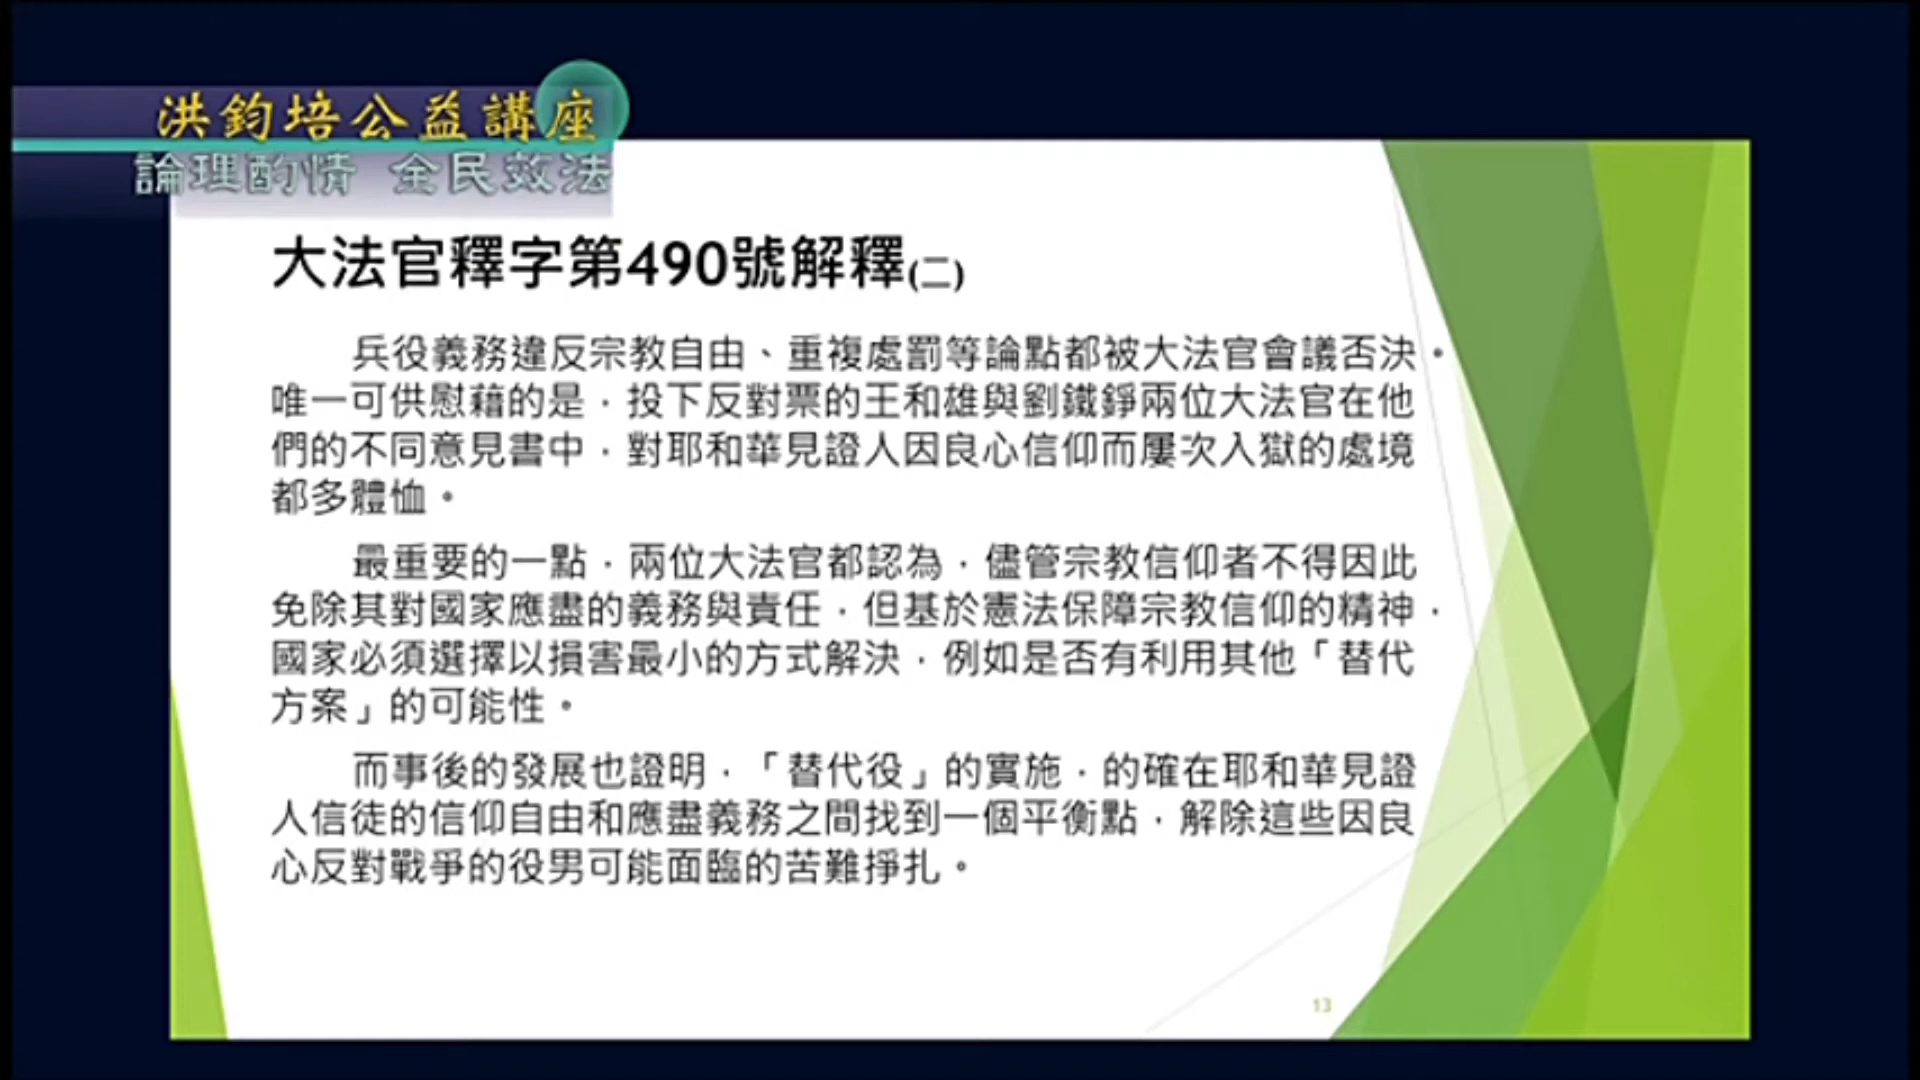 洪鈞培公益講座
論理酌情 全民效法
大法官釋字第490號解釋(二)
兵役義務違反宗教自由、重複處罰等論點都被大法官會議否決。
唯一可供慰藉的是，投下反對票的王和雄與劉鐵錚兩位大法官在他
們的不同意見書中，對耶和華見證人因良心信仰而屢次入獄的處境
都多體恤。
最重要的一點，兩位大法官都認為，儘管宗教信仰者不得因此
免除其對國家應盡的義務與責任，但基於憲法保障宗教信仰的精神，
國家必須選擇以損害最小的方式解決，例如是否有利用其他「替代
方案」的可能性。
而事後的發展也證明，「替代役」的實施，的確在耶和華見證
人信徒的信仰自由和應盡義務之間找到一個平衡點，解除這些因良
心反對戰爭的役男可能面臨的苦難掙扎。
13